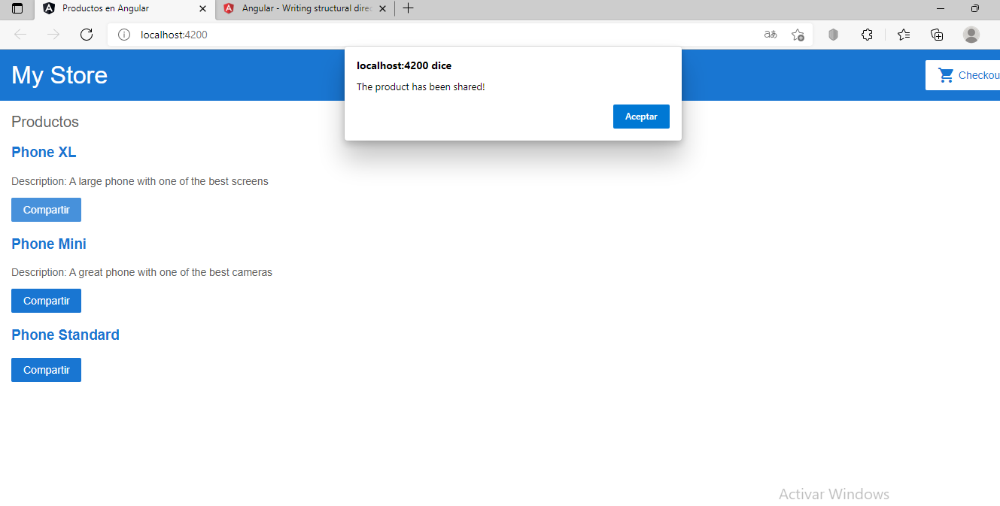 Productos en Angular
Angular - Writing structural direc
localhost:4200
aあ
My Store
localhost:4200 dice
The product has been shared!
Aceptar
Checkou
Productos
Phone XL
Description: A large phone with one of the best screens
Compartir
Phone Mini
Description: A great phone with one of the best cameras
Compartir
Phone Standard
Compartir
Activar Windows